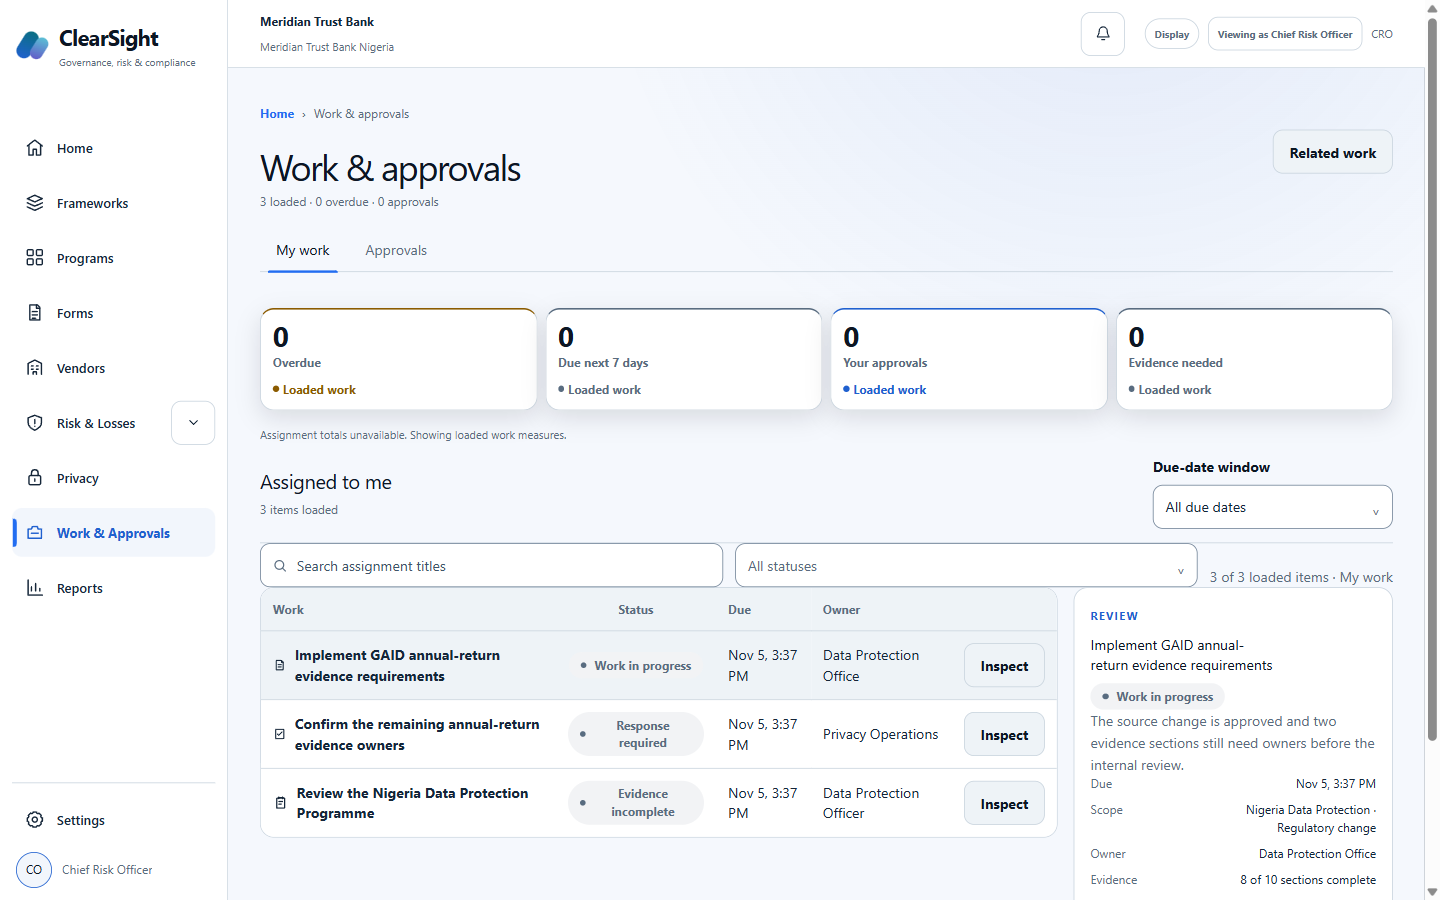 ClearSight
Governance, risk & compliance
Home
Frameworks
Programs
Forms
Vendors
Risk & Losses
Privacy
Work & Approvals
Reports
Settings
CO
Chief Risk Officer
Meridian Trust Bank
Meridian Trust Bank Nigeria
Display
Viewing as Chief Risk Officer
CRO
Home › Work & approvals
Work & approvals
3 loaded · 0 overdue · 0 approvals
Related work
My work
Approvals
0
Overdue
Loaded work
0
Due next 7 days
Loaded work
0
Your approvals
Loaded work
0
Evidence needed
Loaded work
Assignment totals unavailable. Showing loaded work measures.
Assigned to me
3 items loaded
Due-date window
All due dates
Search assignment titles
All statuses
3 of 3 loaded items · My work
Work
Status
Due
Owner
Implement GAID annual-return
evidence requirements
Work in progress
Nov 5, 3:37
PM
Data Protection
Office
Inspect
Confirm the remaining annual-return
evidence owners
Response
required
Nov 5, 3:37
PM
Privacy Operations
Inspect
Review the Nigeria Data Protection
Programme
Evidence
incomplete
Nov 5, 3:37
PM
Data Protection
Officer
Inspect
REVIEW
Implement GAID annual-
return evidence requirements
Work in progress
The source change is approved and two
evidence sections still need owners before the
internal review.
Due
Nov 5, 3:37 PM
Scope
Nigeria Data Protection ·
Regulatory change
Owner
Data Protection Office
Evidence
8 of 10 sections complete